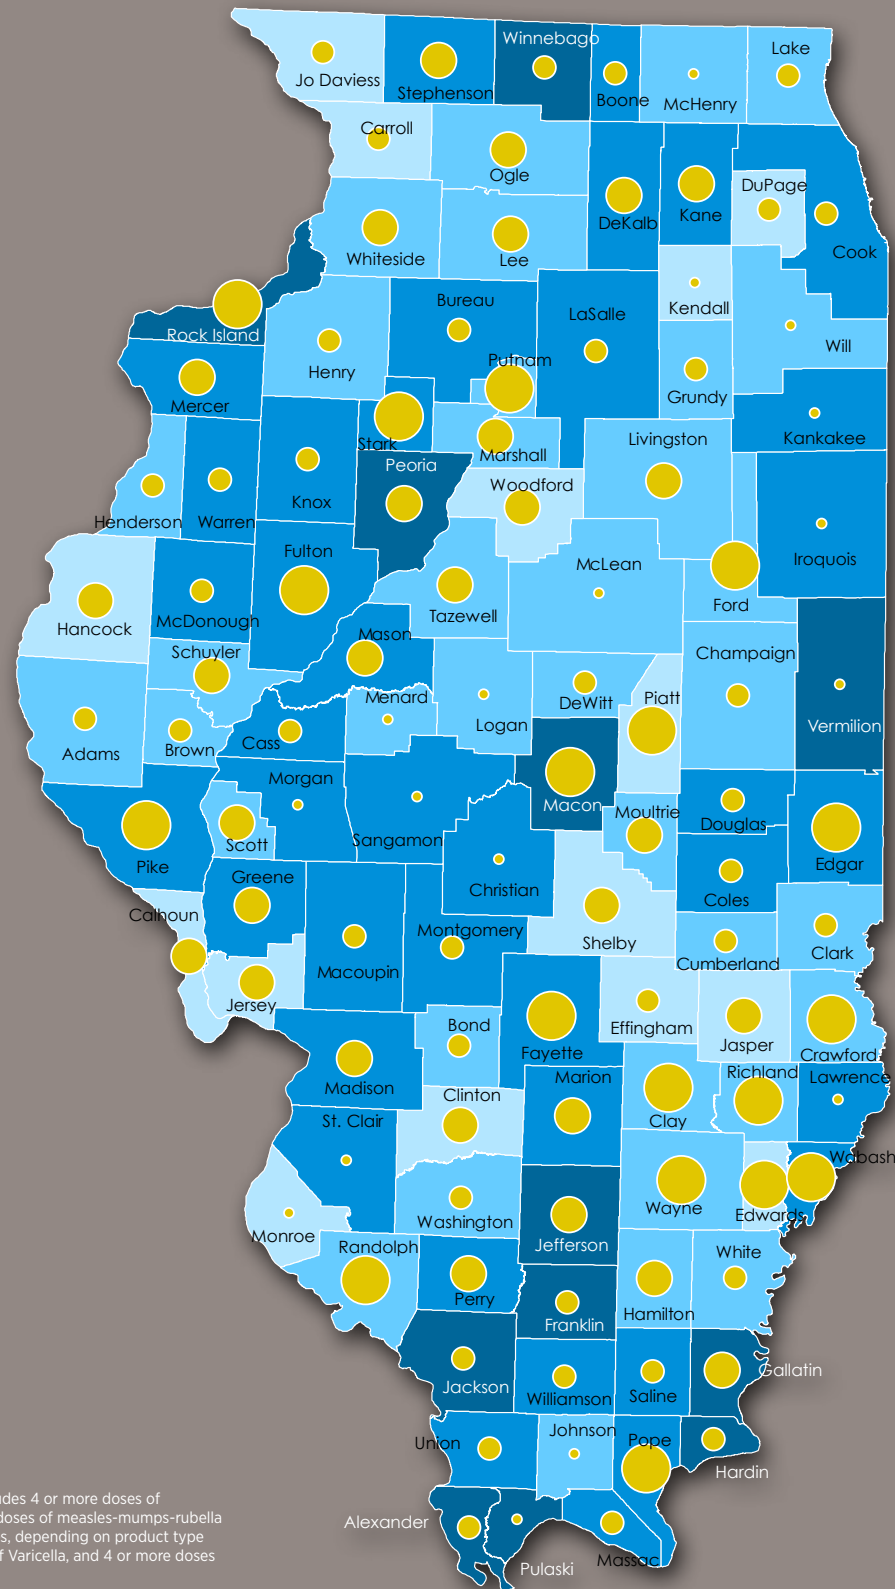 Winnebago
Lake
Jo Daviess
Stephenson
Boone
McHenry
Carroll
Ogle
DuPage
DeKalb
Kane
Cook
Whiteside
Lee
Bureau
Kendall
LaSalle
Rock Island
Will
Henry
Putnam
Grundy
Mercer
Kankakee
Stark
Livingston
Marshall
Peoria
Woodford
Knox
Henderson
Warren
Fulton
Iroquois
McLean
Ford
Tazewell
McDonough
Hancock
Mason
Schuyler
Champaign
Menard
Piatt
DeWitt
Logan
Vermilion
Cass
Brown
Adams
Morgan
Macon
Moultrie
Douglas
Sangamon
Scott
Edgar
Pike
Greene
Christian
Coles
Calhoun
Montgomery
Shelby
Clark
Cumberland
Macoupin
Jersey
Bond
Effingham
Jasper
Fayette
Crawford
Richland
Marion
Lawrence
Madison
Clinton
St. Clair
Clay
Wabash
Wayne
Edwards
Washington
Monroe
Randolph
Jefferson
White
Perry
Hamilton
Franklin
Gallatin
Jackson
Williamson
Saline
Johnson
Union
Pope
Hardin
Alexander
Massac
Pulaski
udes 4 or more doses of
doses of measles-mumps-rubella
s, depending on product type
f Varicella, and 4 or more doses